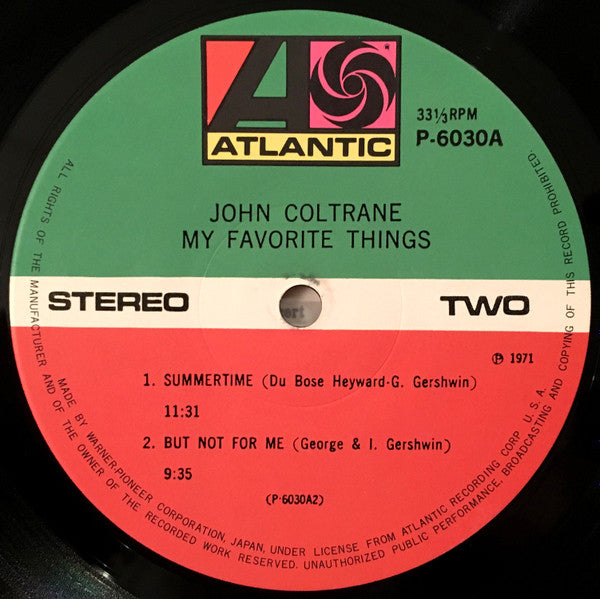 ATLANTIC
®
33⅓RPM
P-6030A
JOHN COLTRANE
MY FAVORITE THINGS
STEREO
TWO
ert
℗ 1971
1. SUMMERTIME (Du Bose Heyward-G. Gershwin)
11:31
2. BUT NOT FOR ME (George & I. Gershwin)
9:35
(P-6030A2)
ALL RIGHTS OF THE MANUFACTURER AND OF THE OWNER OF THE RECORDED WORK RESERVED. UNAUTHORIZED PUBLIC PERFORMANCE, BROADCASTING AND COPYING OF THIS RECORD PROHIBITED.
MADE BY WARNER-PIONEER CORPORATION, JAPAN, UNDER LICENSE FROM ATLANTIC RECORDING CORP. U.S.A.